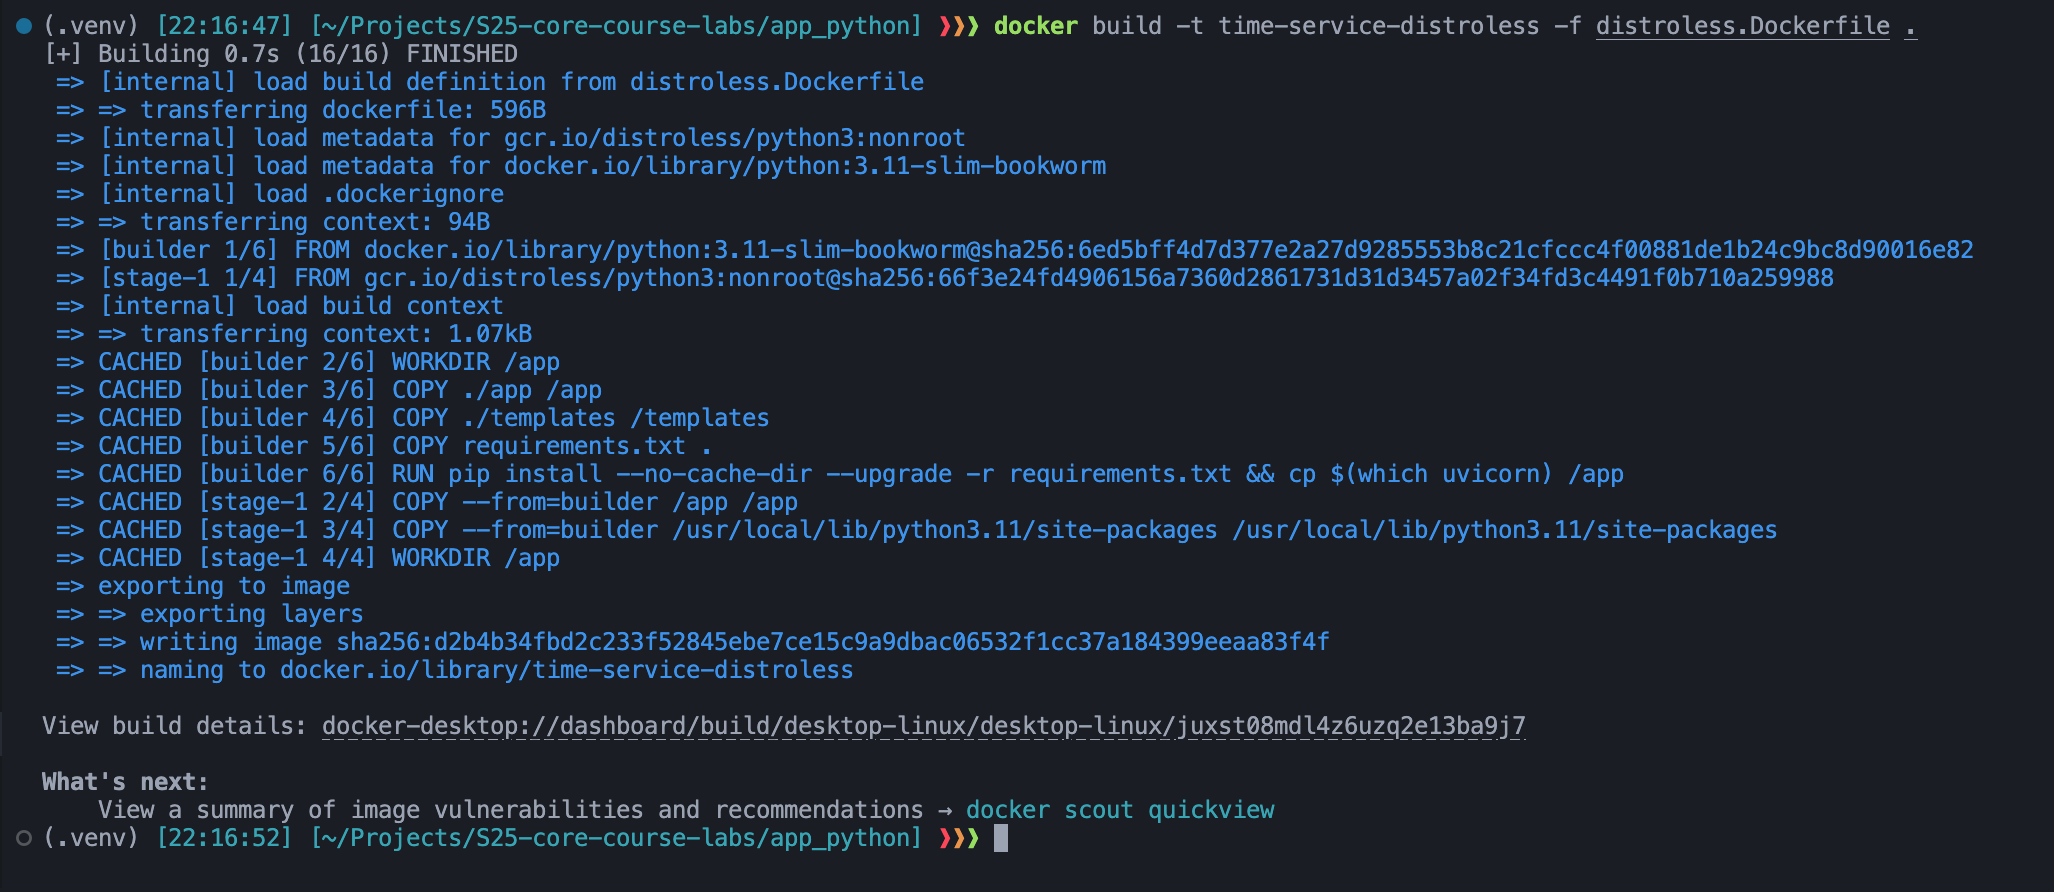 (.venv) [22:16:47] [~/Projects/S25-core-course-labs/app_python] ❯❯❯ docker build -t time-service-distroless -f distroless.Dockerfile .
[+] Building 0.7s (16/16) FINISHED
=> [internal] load build definition from distroless.Dockerfile
=> => transferring dockerfile: 596B
=> [internal] load metadata for gcr.io/distroless/python3:nonroot
=> [internal] load metadata for docker.io/library/python:3.11-slim-bookworm
=> [internal] load .dockerignore
=> => transferring context: 94B
=> [builder 1/6] FROM docker.io/library/python:3.11-slim-bookworm@sha256:6ed5bff4d7d377e2a27d9285553b8c21cfccc4f00881de1b24c9bc8d90016e82
=> [stage-1 1/4] FROM gcr.io/distroless/python3:nonroot@sha256:66f3e24fd4906156a7360d2861731d31d3457a02f34fd3c4491f0b710a259988
=> [internal] load build context
=> => transferring context: 1.07kB
=> CACHED [builder 2/6] WORKDIR /app
=> CACHED [builder 3/6] COPY ./app /app
=> CACHED [builder 4/6] COPY ./templates /templates
=> CACHED [builder 5/6] COPY requirements.txt .
=> CACHED [builder 6/6] RUN pip install --no-cache-dir --upgrade -r requirements.txt && cp $(which uvicorn) /app
=> CACHED [stage-1 2/4] COPY --from=builder /app /app
=> CACHED [stage-1 3/4] COPY --from=builder /usr/local/lib/python3.11/site-packages /usr/local/lib/python3.11/site-packages
=> CACHED [stage-1 4/4] WORKDIR /app
=> exporting to image
=> => exporting layers
=> => writing image sha256:d2b4b34fbd2c233f52845ebe7ce15c9a9dbac06532f1cc37a184399eeaa83f4f
=> => naming to docker.io/library/time-service-distroless
View build details: docker-desktop://dashboard/build/desktop-linux/desktop-linux/juxst08mdl4z6uzq2e13ba9j7
What's next:
View a summary of image vulnerabilities and recommendations → docker scout quickview
(.venv) [22:16:52] [~/Projects/S25-core-course-labs/app_python] ❯❯❯